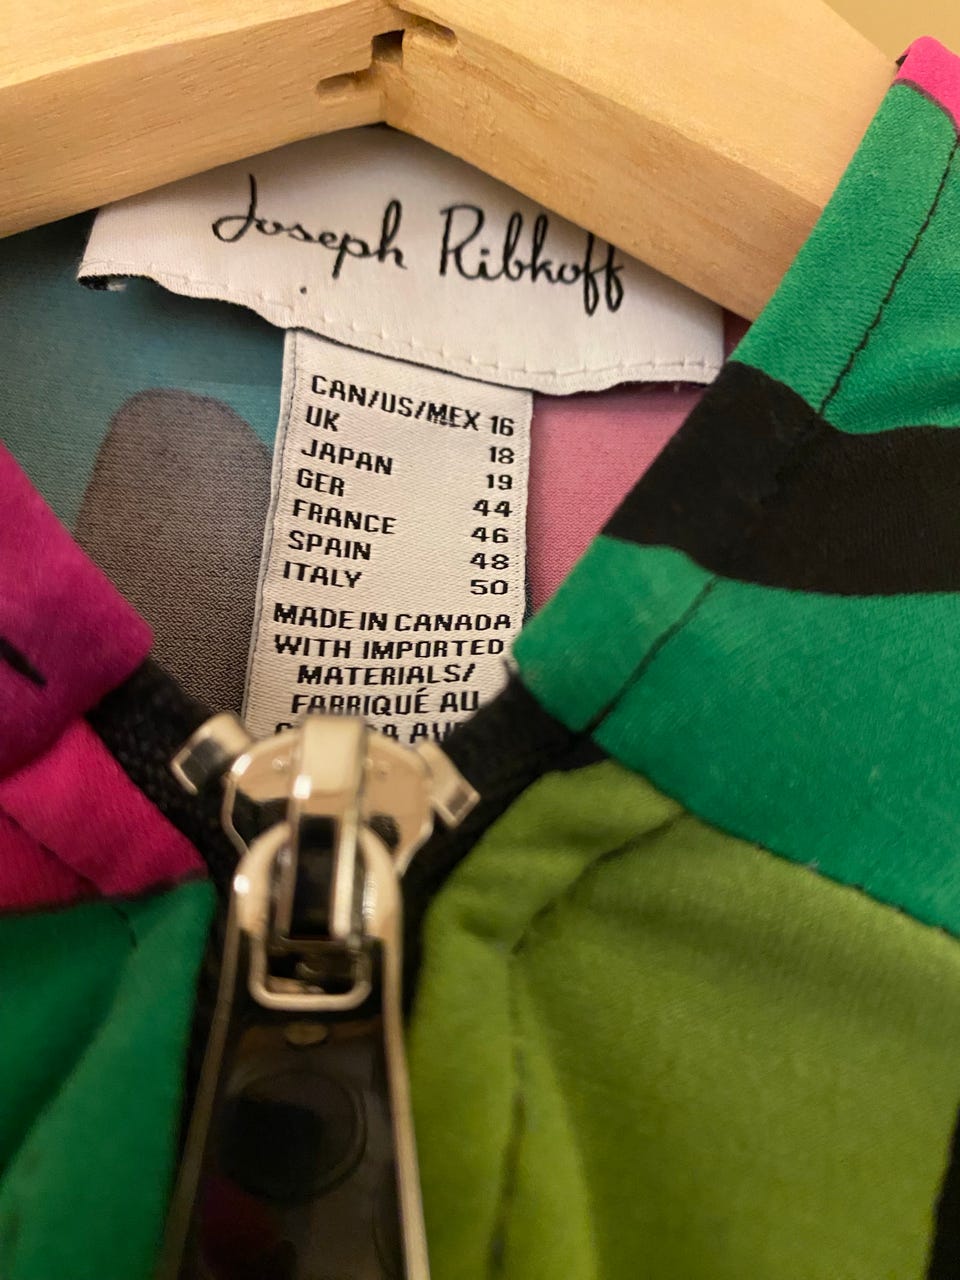 Joseph Ribkoff
CAN/US/MEX 16
UK 18
JAPAN 19
GER 44
FRANCE 46
SPAIN 48
ITALY 50
MADE IN CANADA
WITH IMPORTED
MATERIALS/
FABRIQUÉ AU